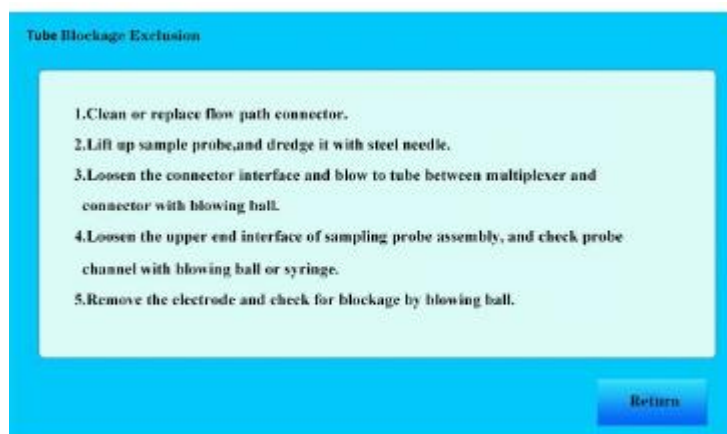 Tube Blockage Exclusion
1.Clean or replace flow path connector.
2.Lift up sample probe,and dredge it with steel needle.
3.Loosen the connector interface and blow to tube between multiplexer and
connector with blowing ball.
4.Loosen the upper end interface of sampling probe assembly, and check probe
channel with blowing ball or syringe.
5.Remove the electrode and check for blockage by blowing ball.
Return